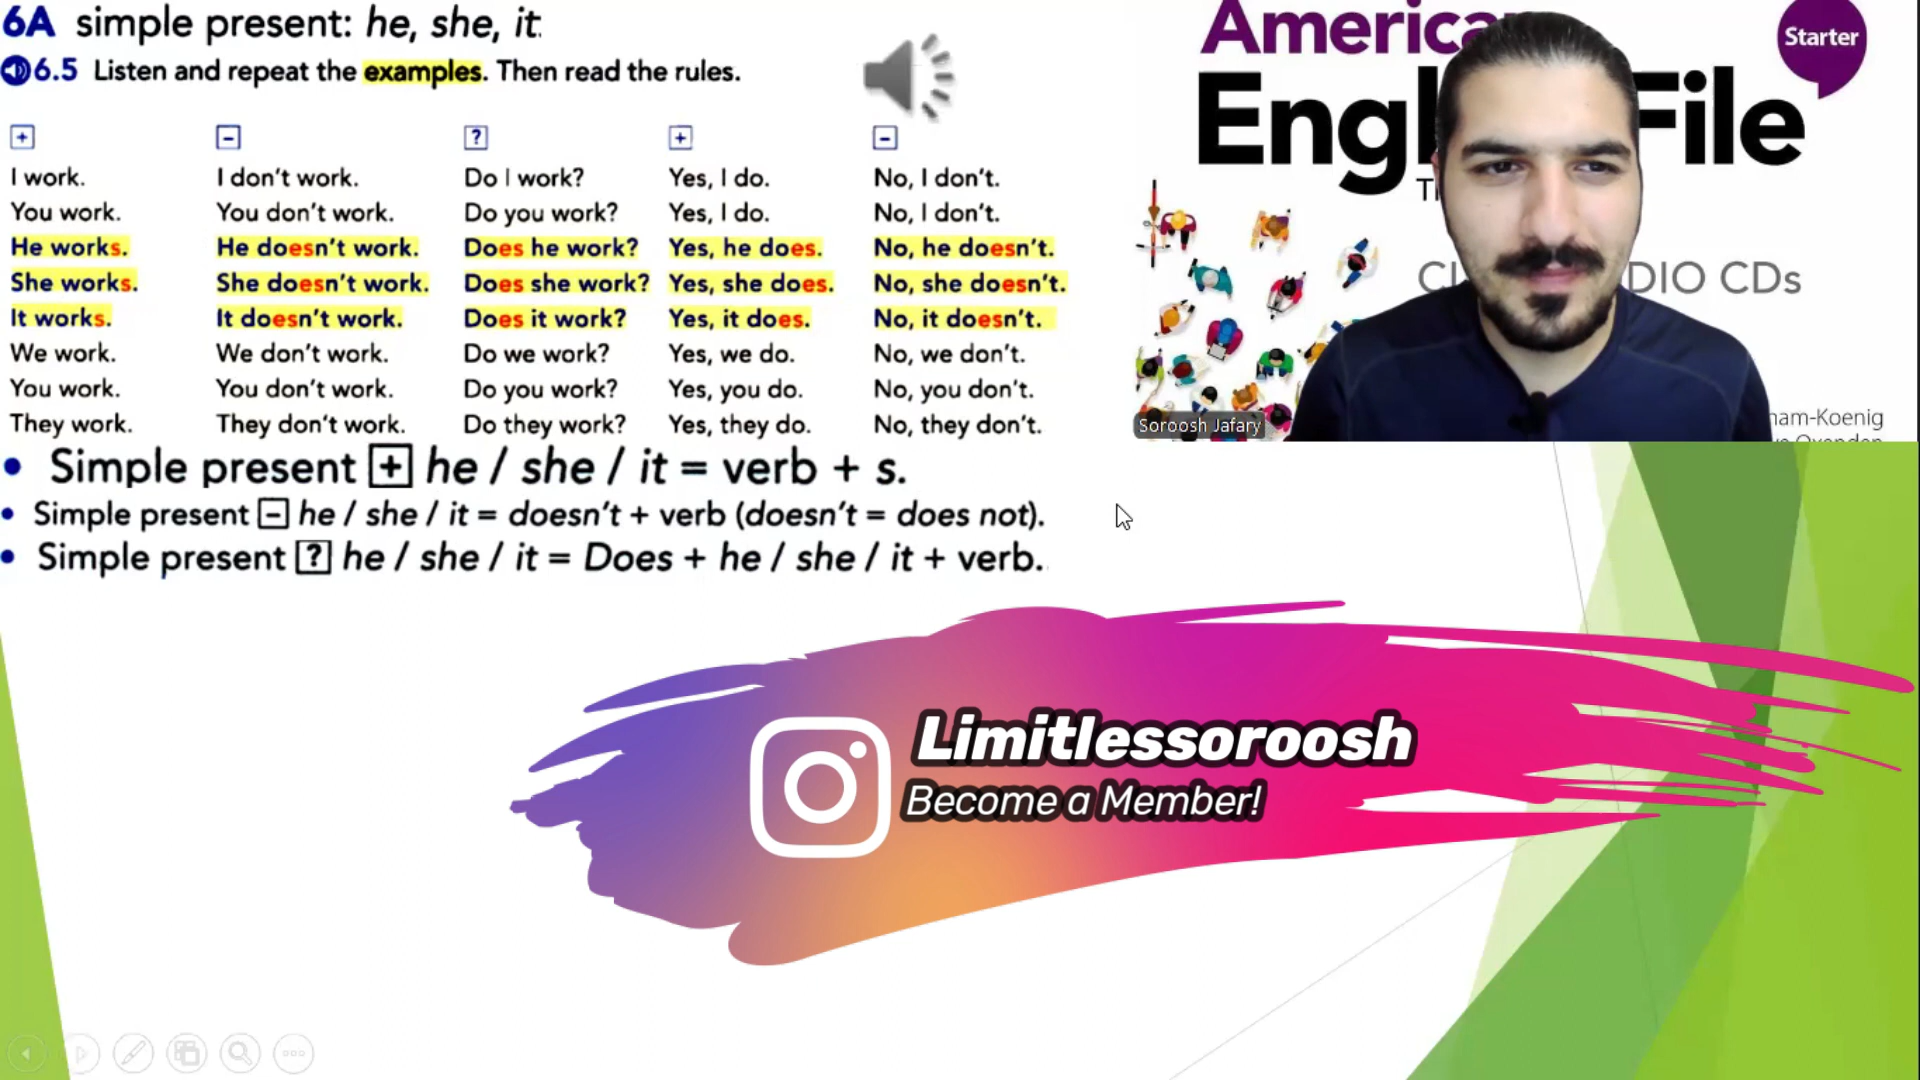 6A simple present: he, she, it
6.5 Listen and repeat the examples. Then read the rules.
+ - ? + -
I work. I don't work. Do I work? Yes, I do. No, I don't.
You work. You don't work. Do you work? Yes, I do. No, I don't.
He works. He doesn't work. Does he work? Yes, he does. No, he doesn't.
She works. She doesn't work. Does she work? Yes, she does. No, she doesn't.
It works. It doesn't work. Does it work? Yes, it does. No, it doesn't.
We work. We don't work. Do we work? Yes, we do. No, we don't.
You work. You don't work. Do you work? Yes, you do. No, you don't.
They work. They don't work. Do they work? Yes, they do. No, they don't.
• Simple present + he / she / it = verb + s.
• Simple present - he / she / it = doesn't + verb (doesn't = does not).
• Simple present ? he / she / it = Does + he / she / it + verb.
America
Starter
Engl File
DIO CDs
ham-Koenig
Soroosh Jafary
Limitlessoroosh
Become a Member!